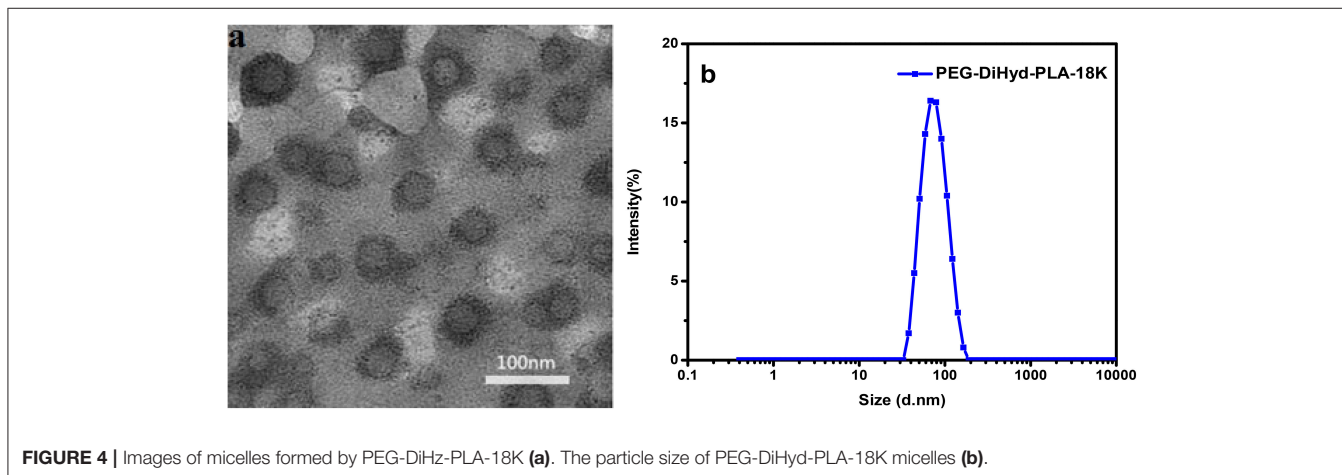 a
100nm
b
PEG-DiHyd-PLA-18K
20
15
10
5
0
Intensity(%)
0.1 1 10 100 1000 10000
Size (d.nm)
FIGURE 4 | Images of micelles formed by PEG-DiHz-PLA-18K (a). The particle size of PEG-DiHyd-PLA-18K micelles (b).